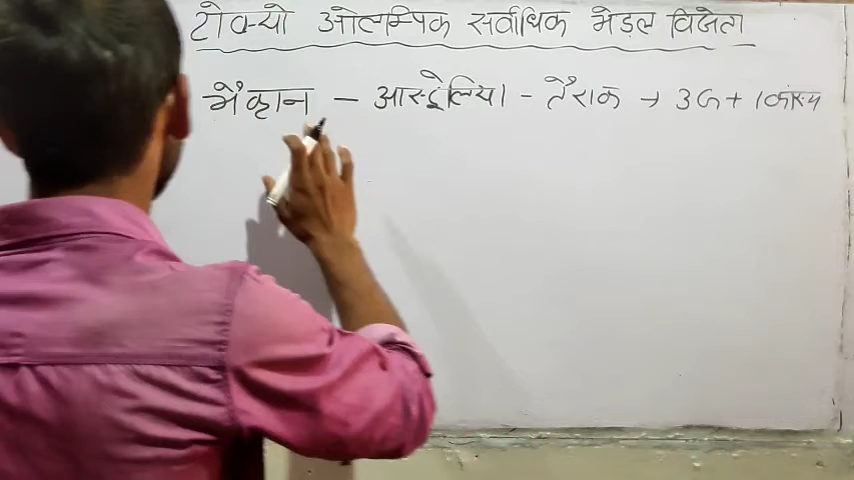 टोक्यो ओलम्पिक सर्वाधिक मेडल विजेता
मैक्वान - आस्ट्रेलिया - तैराक → 3G + 1कांस्य